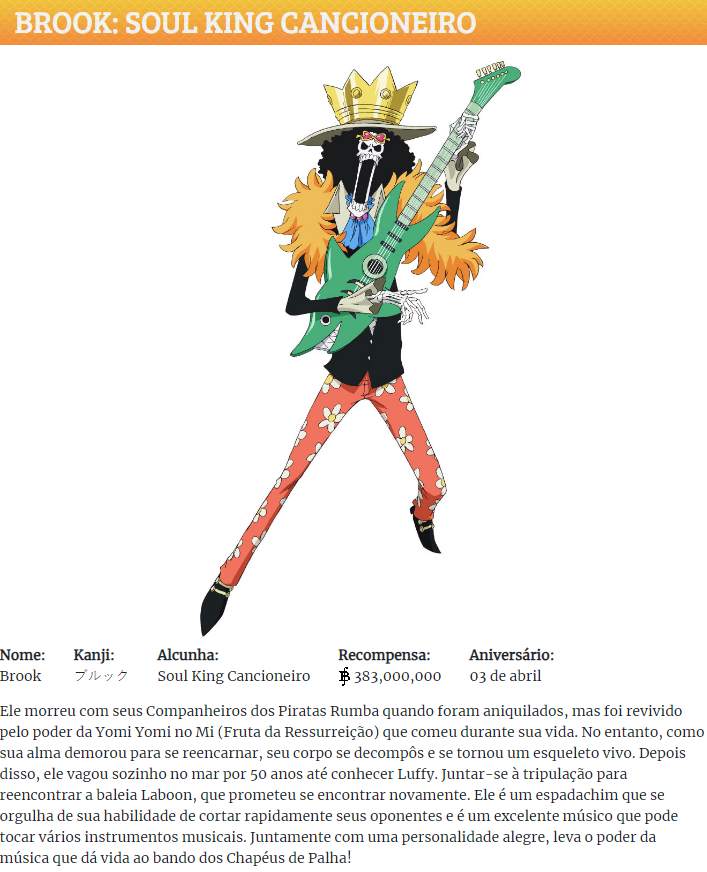 BROOK: SOUL KING CANCIONEIRO
Nome: Kanji: Alcunha: Recompensa: Aniversário:
Brook ブルック Soul King Cancioneiro ฿ 383,000,000 03 de abril
Ele morreu com seus Companheiros dos Piratas Rumba quando foram aniquilados, mas foi revivido
pelo poder da Yomi Yomi no Mi (Fruta da Ressurreição) que comeu durante sua vida. No entanto, como
sua alma demorou para se reencarnar, seu corpo se decompôs e se tornou um esqueleto vivo. Depois
disso, ele vagou sozinho no mar por 50 anos até conhecer Luffy. Juntar-se à tripulação para
reencontrar a baleia Laboon, que prometeu se encontrar novamente. Ele é um espadachim que se
orgulha de sua habilidade de cortar rapidamente seus oponentes e é um excelente músico que pode
tocar vários instrumentos musicais. Juntamente com uma personalidade alegre, leva o poder da
música que dá vida ao bando dos Chapéus de Palha!